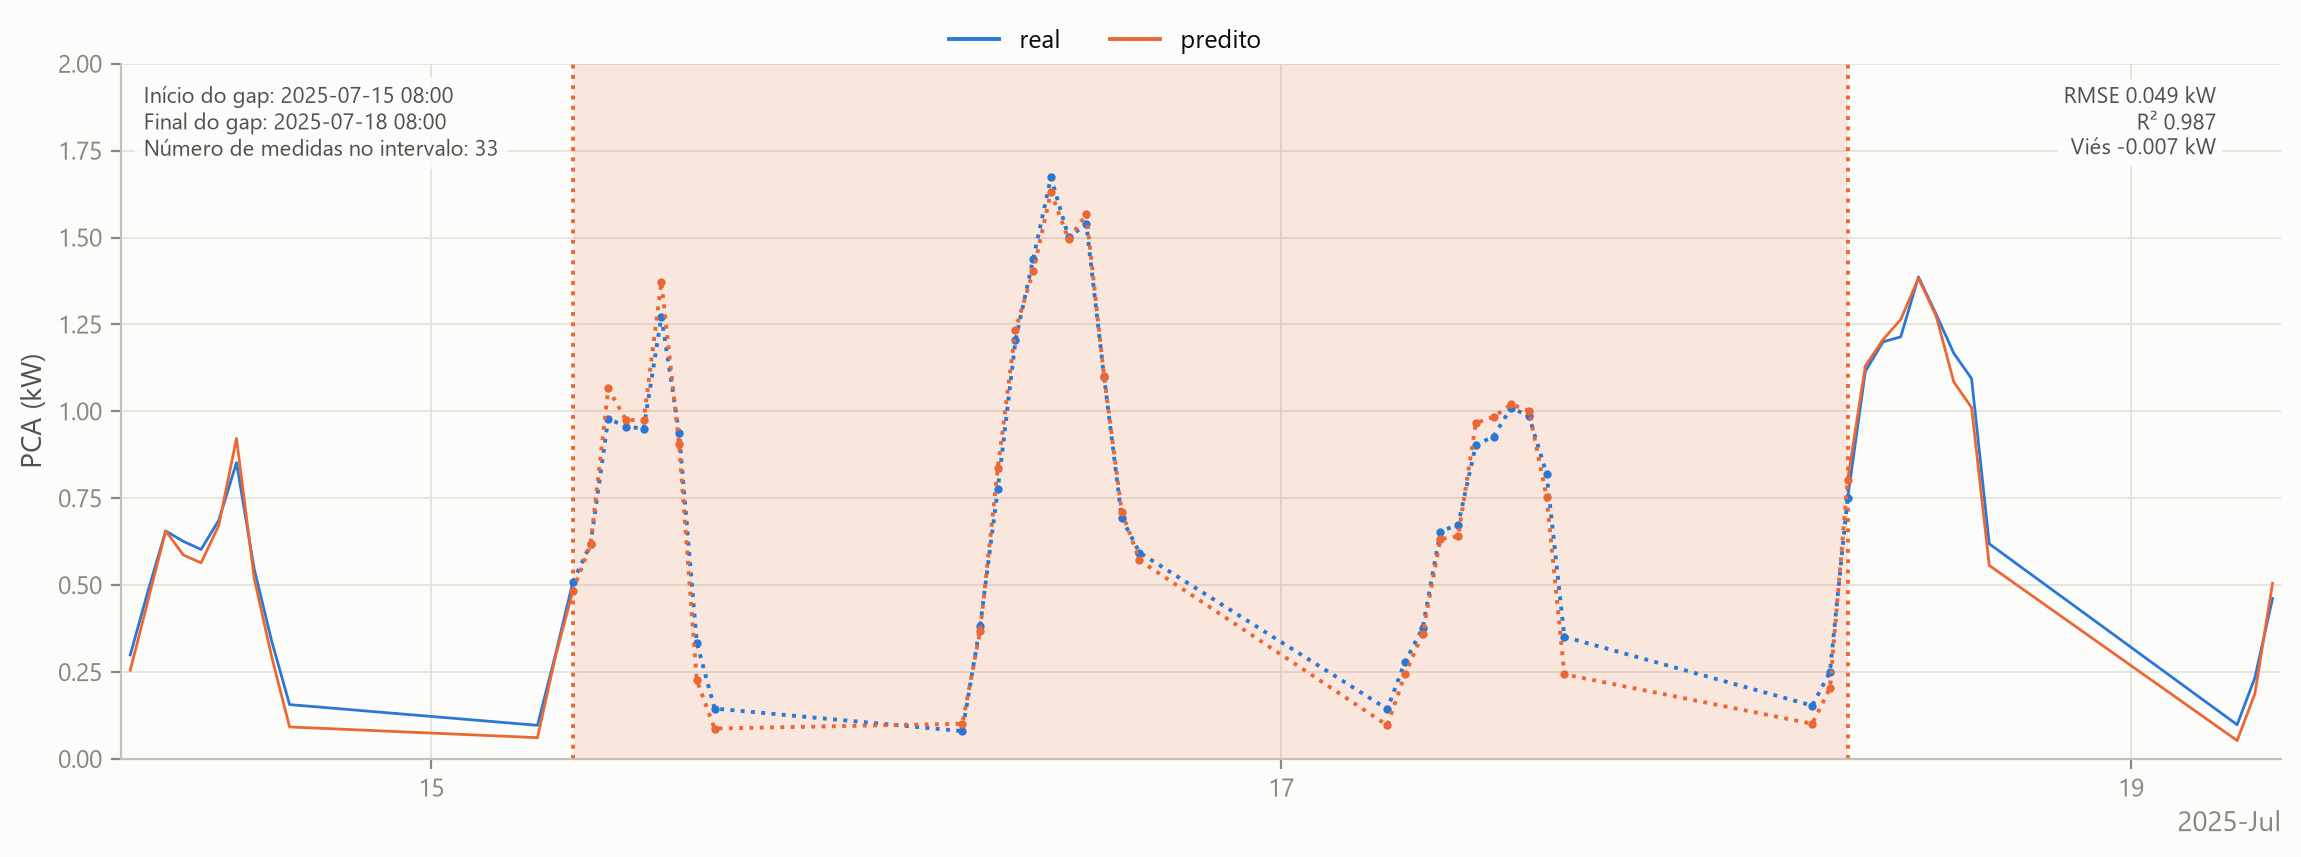 real predito
2.00
1.75
1.50
1.25
1.00
0.75
0.50
0.25
0.00
PCA (kW)
Início do gap: 2025-07-15 08:00
Final do gap: 2025-07-18 08:00
Número de medidas no intervalo: 33
RMSE 0.049 kW
R² 0.987
Viés -0.007 kW
15 17 19
2025-Jul